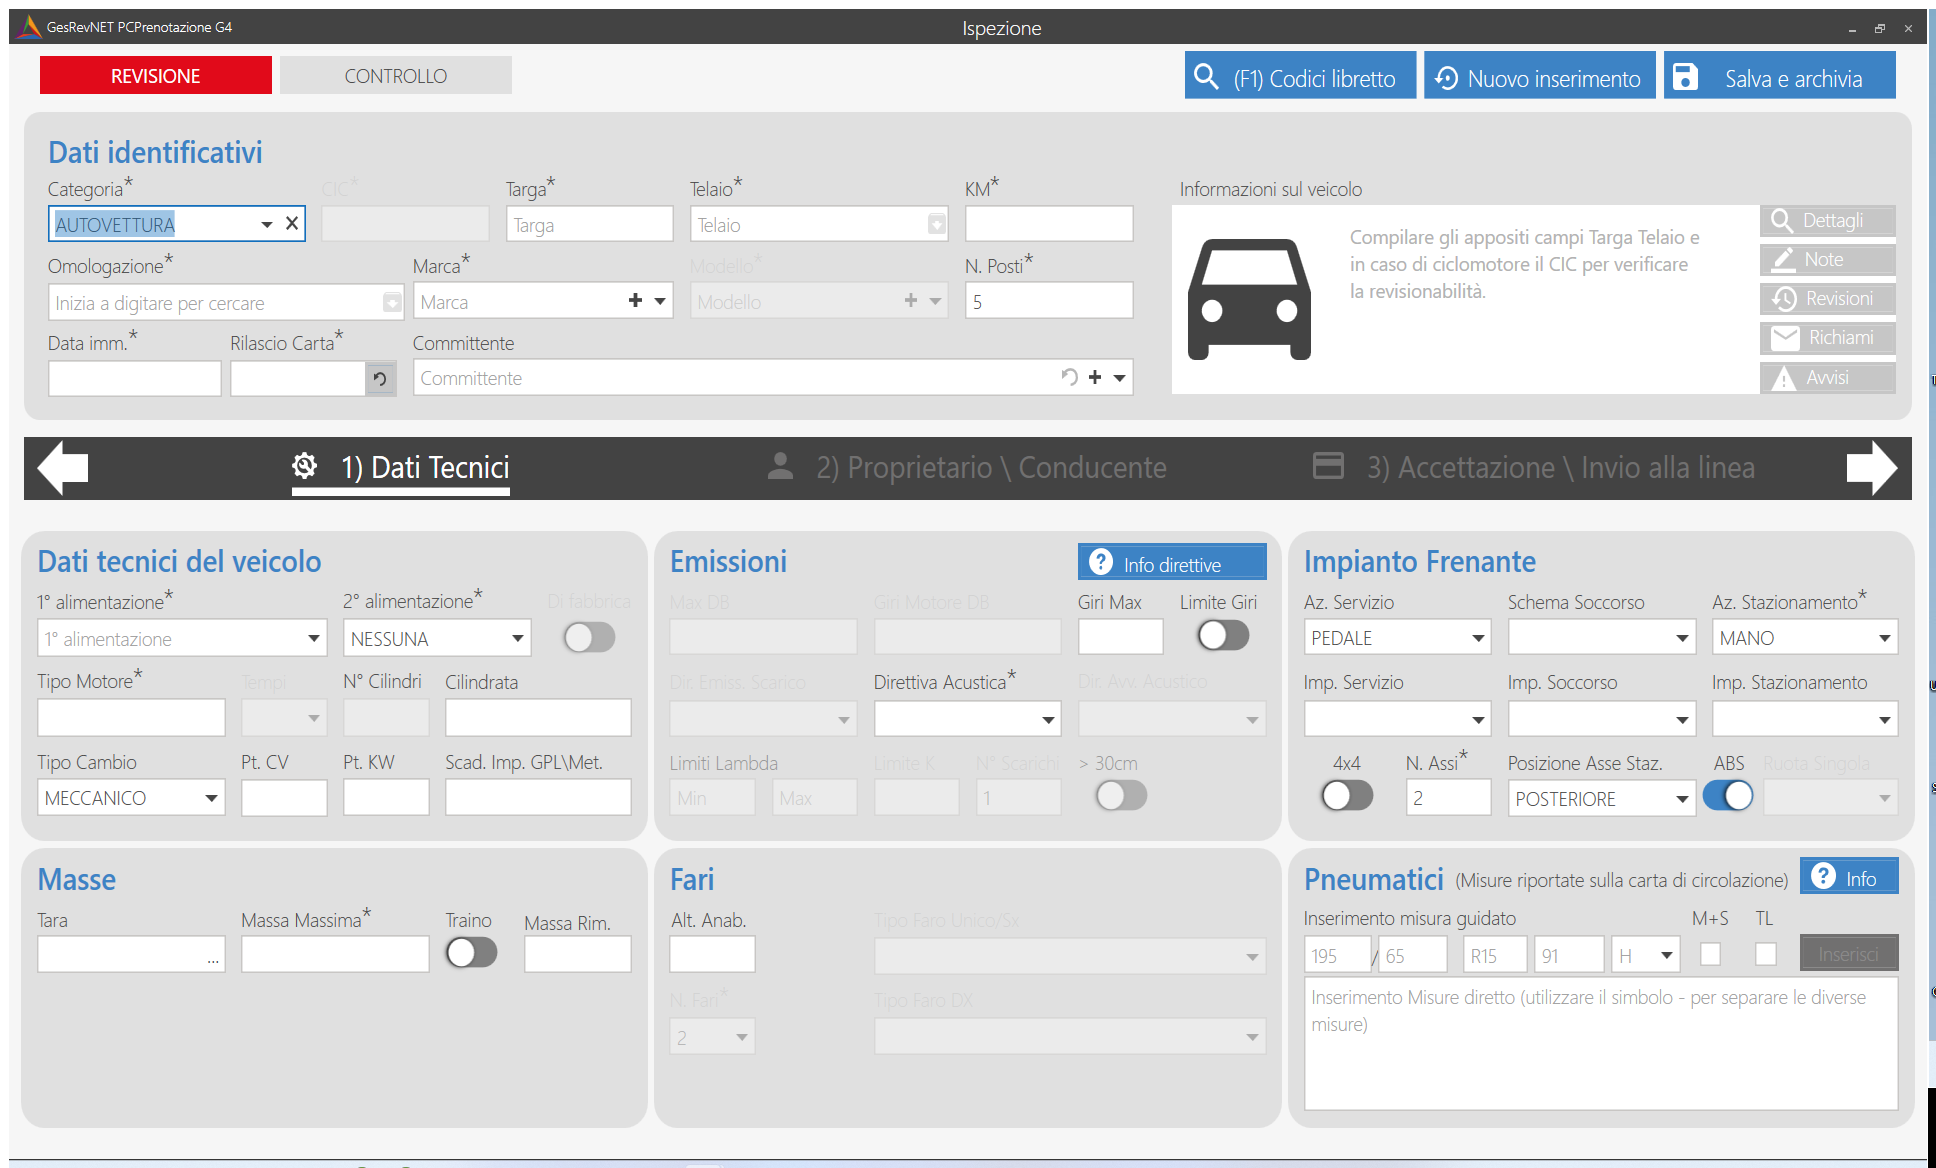 GesRevNET PCPrenotazione G4
Ispezione
REVISIONE
CONTROLLO
(F1) Codici libretto
Nuovo inserimento
Salva e archivia
Dati identificativi
Categoria*
CIC*
Targa*
Telaio*
KM*
Informazioni sul veicolo
AUTOVETTURA
Targa
Telaio
Compilare gli appositi campi Targa Telaio e
in caso di ciclomotore il CIC per verificare
la revisionabilità.
Dettagli
Note
Revisioni
Richiami
Avvisi
Omologazione*
Marca*
Modello*
N. Posti*
Inizia a digitare per cercare
Marca
Modello
5
Data imm.*
Rilascio Carta*
Committente
Committente
1) Dati Tecnici
2) Proprietario \ Conducente
3) Accettazione \ Invio alla linea
Dati tecnici del veicolo
1° alimentazione*
2° alimentazione*
Di fabbrica
1° alimentazione
NESSUNA
Tipo Motore*
Tempi
N° Cilindri
Cilindrata
Tipo Cambio
Pt. CV
Pt. KW
Scad. Imp. GPL\Met.
MECCANICO
Emissioni
Info direttive
Max DB
Giri Motore DB
Giri Max
Limite Giri
Dir. Emiss. Scarico
Direttiva Acustica*
Dir. Avv. Acustico
Limiti Lambda
Limite K
N° Scarichi
> 30cm
Min
Max
1
Impianto Frenante
Az. Servizio
Schema Soccorso
Az. Stazionamento*
PEDALE
MANO
Imp. Servizio
Imp. Soccorso
Imp. Stazionamento
4x4
N. Assi*
Posizione Asse Staz.
ABS
Ruota Singola
2
POSTERIORE
Masse
Tara
Massa Massima*
Traino
Massa Rim.
...
Fari
Alt. Anab.
Tipo Faro Unico/Sx
N. Fari*
Tipo Faro DX
2
Pneumatici (Misure riportate sulla carta di circolazione)
Info
Inserimento misura guidato
M+S
TL
195 / 65 R15 91 H
Inserisci
Inserimento Misure diretto (utilizzare il simbolo - per separare le diverse
misure)